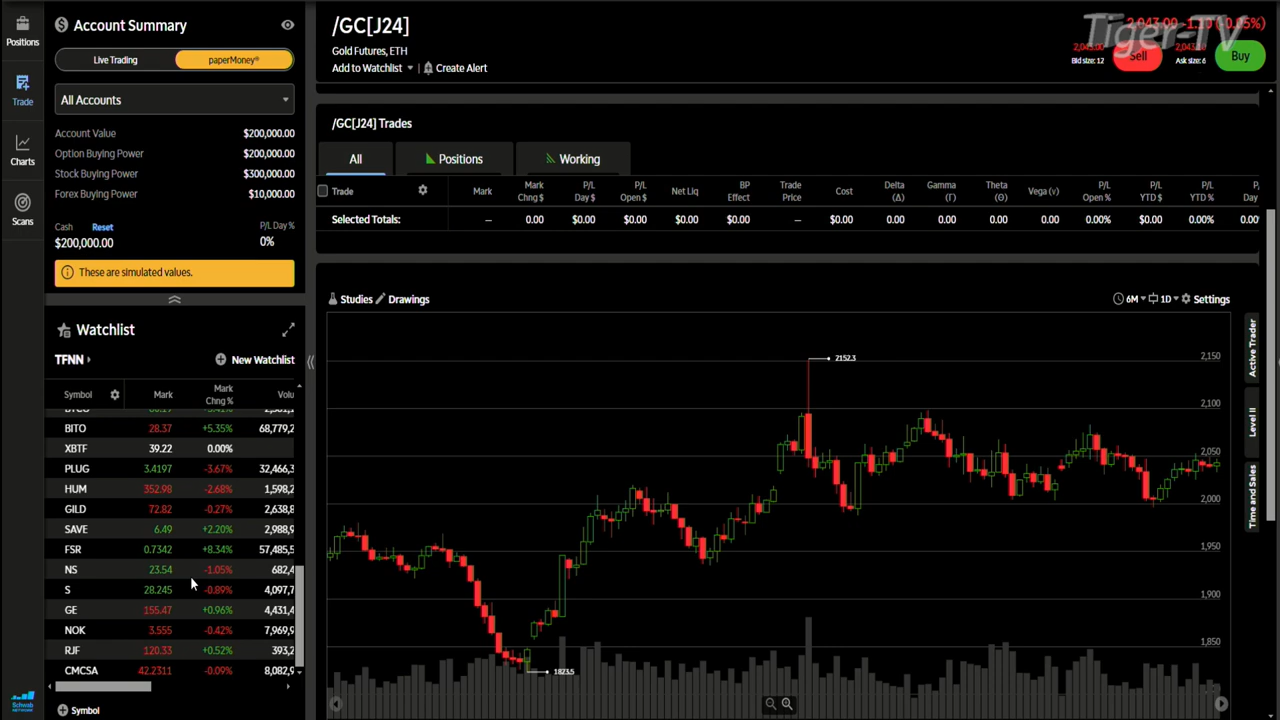 Positions
Trade
Charts
Scans
Schwab
NETWORK
Account Summary
Live Trading
paperMoney®
All Accounts
Account Value $200,000.00
Option Buying Power $200,000.00
Stock Buying Power $300,000.00
Forex Buying Power $10,000.00
Cash Reset P/L Day %
$200,000.00 0%
These are simulated values.
Watchlist
TFNN New Watchlist
Symbol Mark Mark Chng % Volu
BITO 28.37 +5.35% 68,779,2
XBTF 39.22 0.00%
PLUG 3.4197 -3.67% 32,466,3
HUM 352.98 -2.68% 1,598,2
GILD 72.82 -0.27% 2,638,8
SAVE 6.49 +2.20% 2,988,9
FSR 0.7342 +8.34% 57,485,5
NS 23.54 -1.05% 682,4
S 28.245 -0.89% 4,097,7
GE 155.47 +0.96% 4,431,4
NOK 3.555 -0.42% 7,969,9
RJF 120.33 +0.52% 393,2
CMCSA 42.2311 -0.09% 8,082,9
Symbol
/GC[J24]
Gold Futures, ETH
Add to Watchlist Create Alert
Tiger-TV
Bid size: 12
Sell
Ask size: 6
Buy
/GC[J24] Trades
All Positions Working
Trade Mark Mark Chng $ P/L Day $ P/L Open $ Net Liq BP Effect Trade Price Cost Delta (Δ) Gamma (Γ) Theta (Θ) Vega (ν) P/L Open % P/L YTD $ P/L YTD % P/ Day
Selected Totals: — 0.00 $0.00 $0.00 $0.00 $0.00 — $0.00 0.00 0.00 0.00 0.00 0.00% $0.00 0.00% 0.00
Studies Drawings 6M 1D Settings
2152.3
2,150
2,100
2,050
2,000
1,950
1,900
1,850
1823.5
Active Trader
Level II
Time and Sales